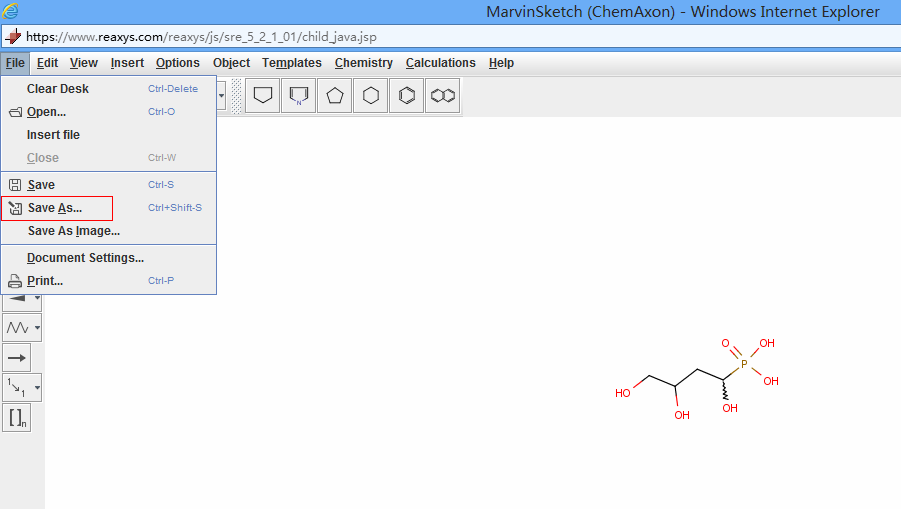 MarvinSketch (ChemAxon) - Windows Internet Explorer
https://www.reaxys.com/reaxys/js/sre_5_2_1_01/child_java.jsp
File Edit View Insert Options Object Templates Chemistry Calculations Help
Clear Desk Ctrl-Delete
Open... Ctrl-O
Insert file
Close Ctrl-W
Save Ctrl-S
Save As... Ctrl+Shift-S
Save As Image...
Document Settings...
Print... Ctrl-P
N
1 1
[ ]n
O OH
P
OH
HO
OH
OH